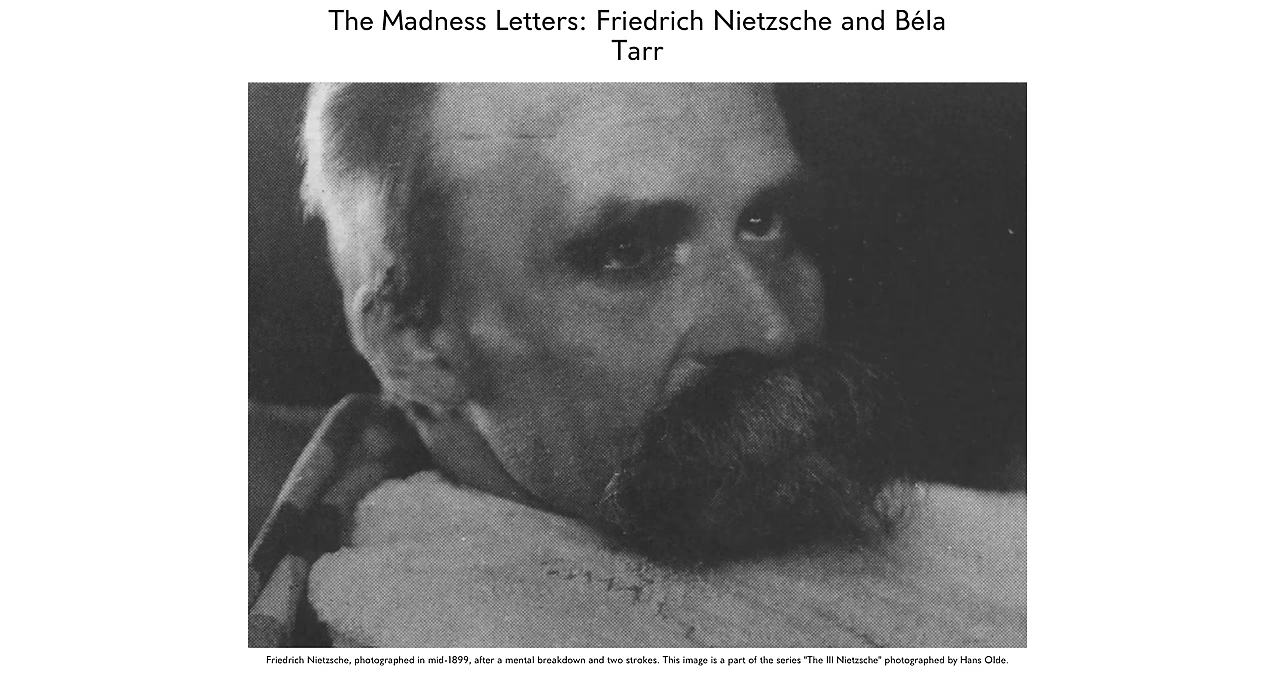 The Madness Letters: Friedrich Nietzsche and Béla
Tarr
Friedrich Nietzsche, photographed in mid-1899, after a mental breakdown and two strokes. This image is a part of the series "The Ill Nietzsche" photographed by Hans Olde.